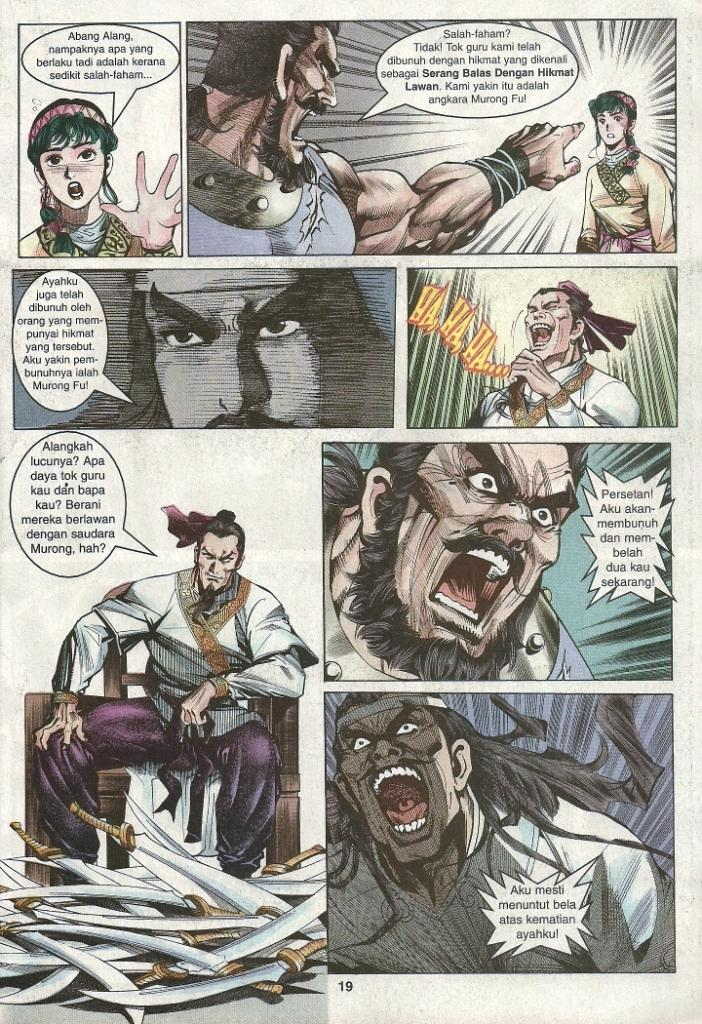 Abang Alang,
nampaknya apa yang
berlaku tadi adalah kerana
sedikit salah-faham...
Salah-faham?
Tidak! Tok guru kami telah
dibunuh dengan hikmat yang dikenali
sebagai Serang Balas Dengan Hikmat
Lawan. Kami yakin itu adalah
angkara Murong Fu!
Ayahku
juga telah
dibunuh oleh
orang yang mem-
punyai hikmat
yang tersebut.
Aku yakin pem-
bunuhnya ialah
Murong Fu!
HA, HA, HA....
Alangkah
lucunya? Apa
daya tok guru
kau dan bapa
kau? Berani
mereka berlawan
dengan saudara
Murong, hah?
Persetan!
Aku akan-
membunuh
dan mem-
belah
dua kau
sekarang!
Aku mesti
menuntut bela
atas kematian
ayahku!
19